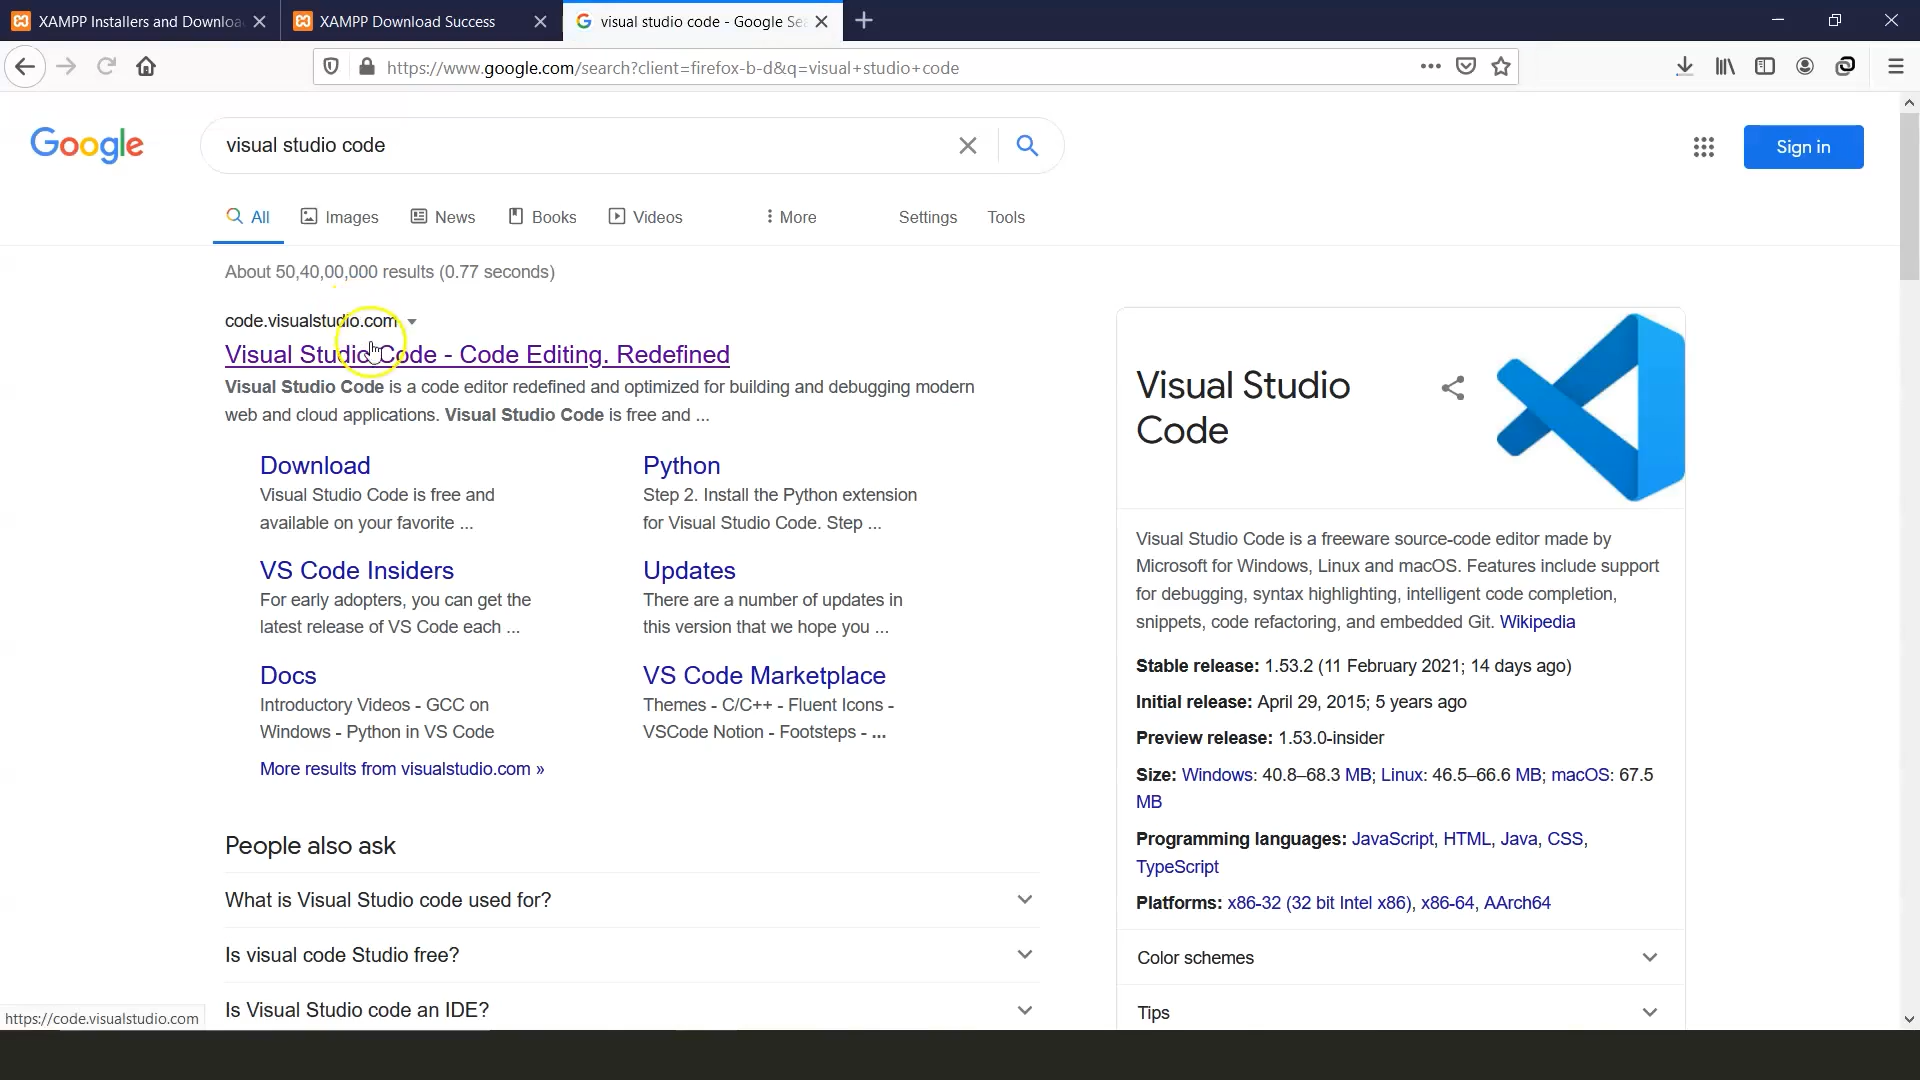 XAMPP Installers and Downloa
XAMPP Download Success
visual studio code - Google Se
https://www.google.com/search?client=firefox-b-d&q=visual+studio+code
Google
visual studio code
Sign in
All
Images
News
Books
Videos
More
Settings
Tools
About 50,40,00,000 results (0.77 seconds)
code.visualstudio.com
Visual Studio Code - Code Editing. Redefined
Visual Studio Code is a code editor redefined and optimized for building and debugging modern
web and cloud applications. Visual Studio Code is free and ...
Download
Visual Studio Code is free and
available on your favorite ...
Python
Step 2. Install the Python extension
for Visual Studio Code. Step ...
VS Code Insiders
For early adopters, you can get the
latest release of VS Code each ...
Updates
There are a number of updates in
this version that we hope you ...
Docs
Introductory Videos - GCC on
Windows - Python in VS Code
VS Code Marketplace
Themes - C/C++ - Fluent Icons -
VSCode Notion - Footsteps - ...
More results from visualstudio.com »
People also ask
What is Visual Studio code used for?
Is visual code Studio free?
Is Visual Studio code an IDE?
Visual Studio
Code
Visual Studio Code is a freeware source-code editor made by
Microsoft for Windows, Linux and macOS. Features include support
for debugging, syntax highlighting, intelligent code completion,
snippets, code refactoring, and embedded Git. Wikipedia
Stable release: 1.53.2 (11 February 2021; 14 days ago)
Initial release: April 29, 2015; 5 years ago
Preview release: 1.53.0-insider
Size: Windows: 40.8–68.3 MB; Linux: 46.5–66.6 MB; macOS: 67.5
MB
Programming languages: JavaScript, HTML, Java, CSS,
TypeScript
Platforms: x86-32 (32 bit Intel x86), x86-64, AArch64
Color schemes
Tips
https://code.visualstudio.com